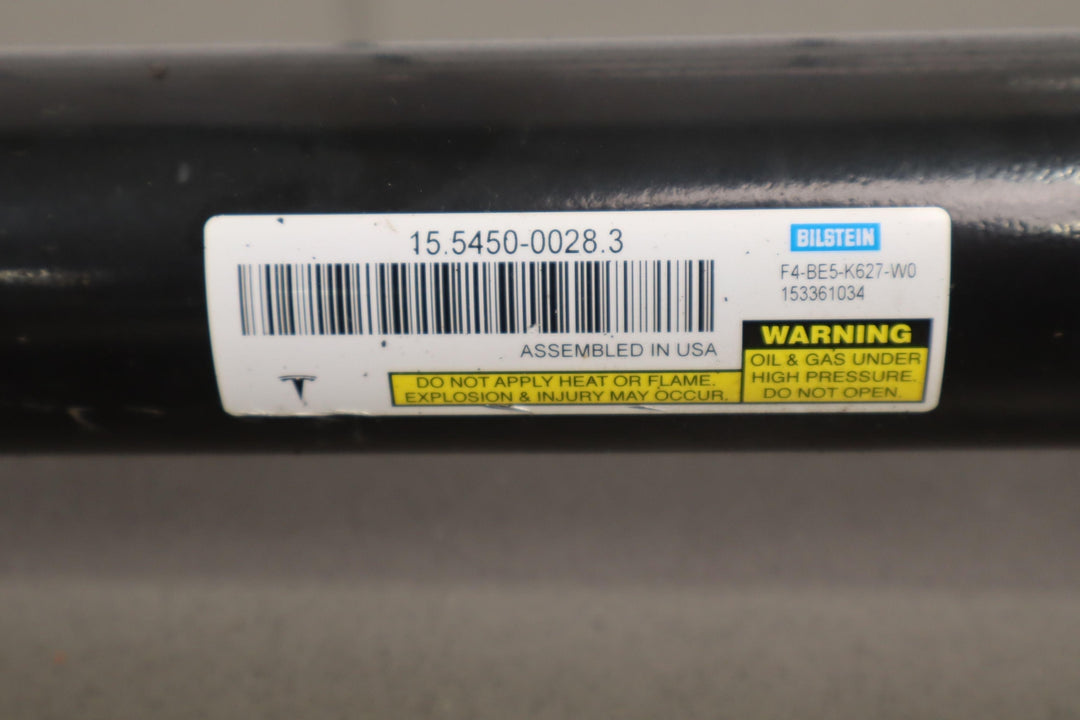 15.5450-0028.3
BILSTEIN
F4-BE5-K627-W0
153361034
ASSEMBLED IN USA
WARNING
OIL & GAS UNDER
HIGH PRESSURE.
DO NOT OPEN.
DO NOT APPLY HEAT OR FLAME.
EXPLOSION & INJURY MAY OCCUR.